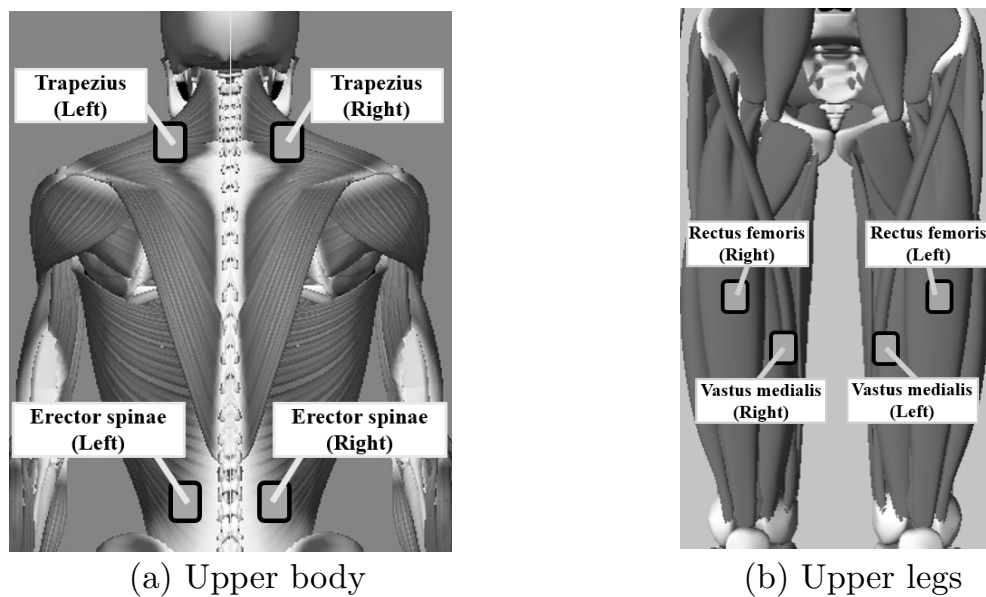 Trapezius
(Left)
Trapezius
(Right)
Erector spinae
(Left)
Erector spinae
(Right)
(a) Upper body
Rectus femoris
(Right)
Rectus femoris
(Left)
Vastus medialis
(Right)
Vastus medialis
(Left)
(b) Upper legs